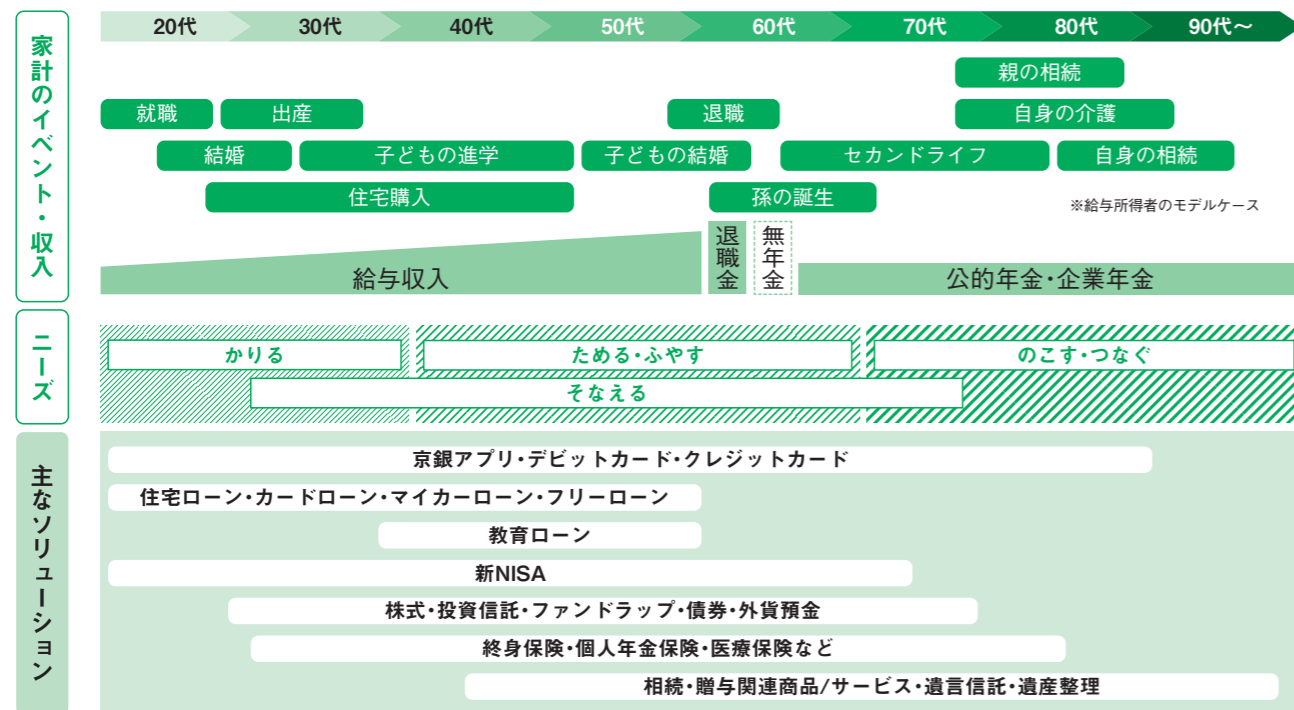 家計のイベント・収入
20代 30代 40代 50代 60代 70代 80代 90代〜
親の相続
就職 出産 退職 自身の介護
結婚 子どもの進学 子どもの結婚 セカンドライフ 自身の相続
住宅購入 孫の誕生
※給与所得者のモデルケース
給与収入 退職金 無年金 公的年金・企業年金
ニーズ
かりる ためる・ふやす のこす・つなぐ
そなえる
主なソリューション
京銀アプリ・デビットカード・クレジットカード
住宅ローン・カードローン・マイカーローン・フリーローン
教育ローン
新NISA
株式・投資信託・ファンドラップ・債券・外貨預金
終身保険・個人年金保険・医療保険など
相続・贈与関連商品/サービス・遺言信託・遺産整理